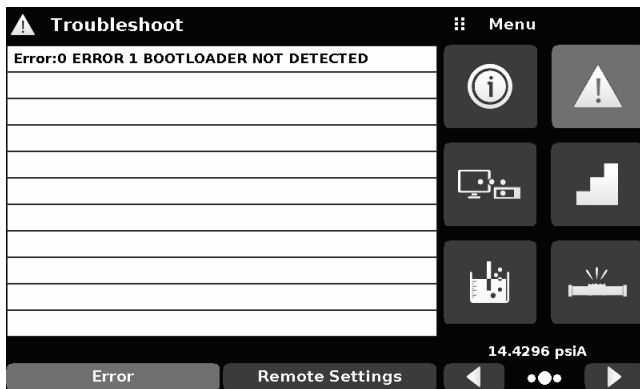 Troubleshoot
Menu
Error:0 ERROR 1 BOOTLOADER NOT DETECTED
14.4296 psiA
Error
Remote Settings